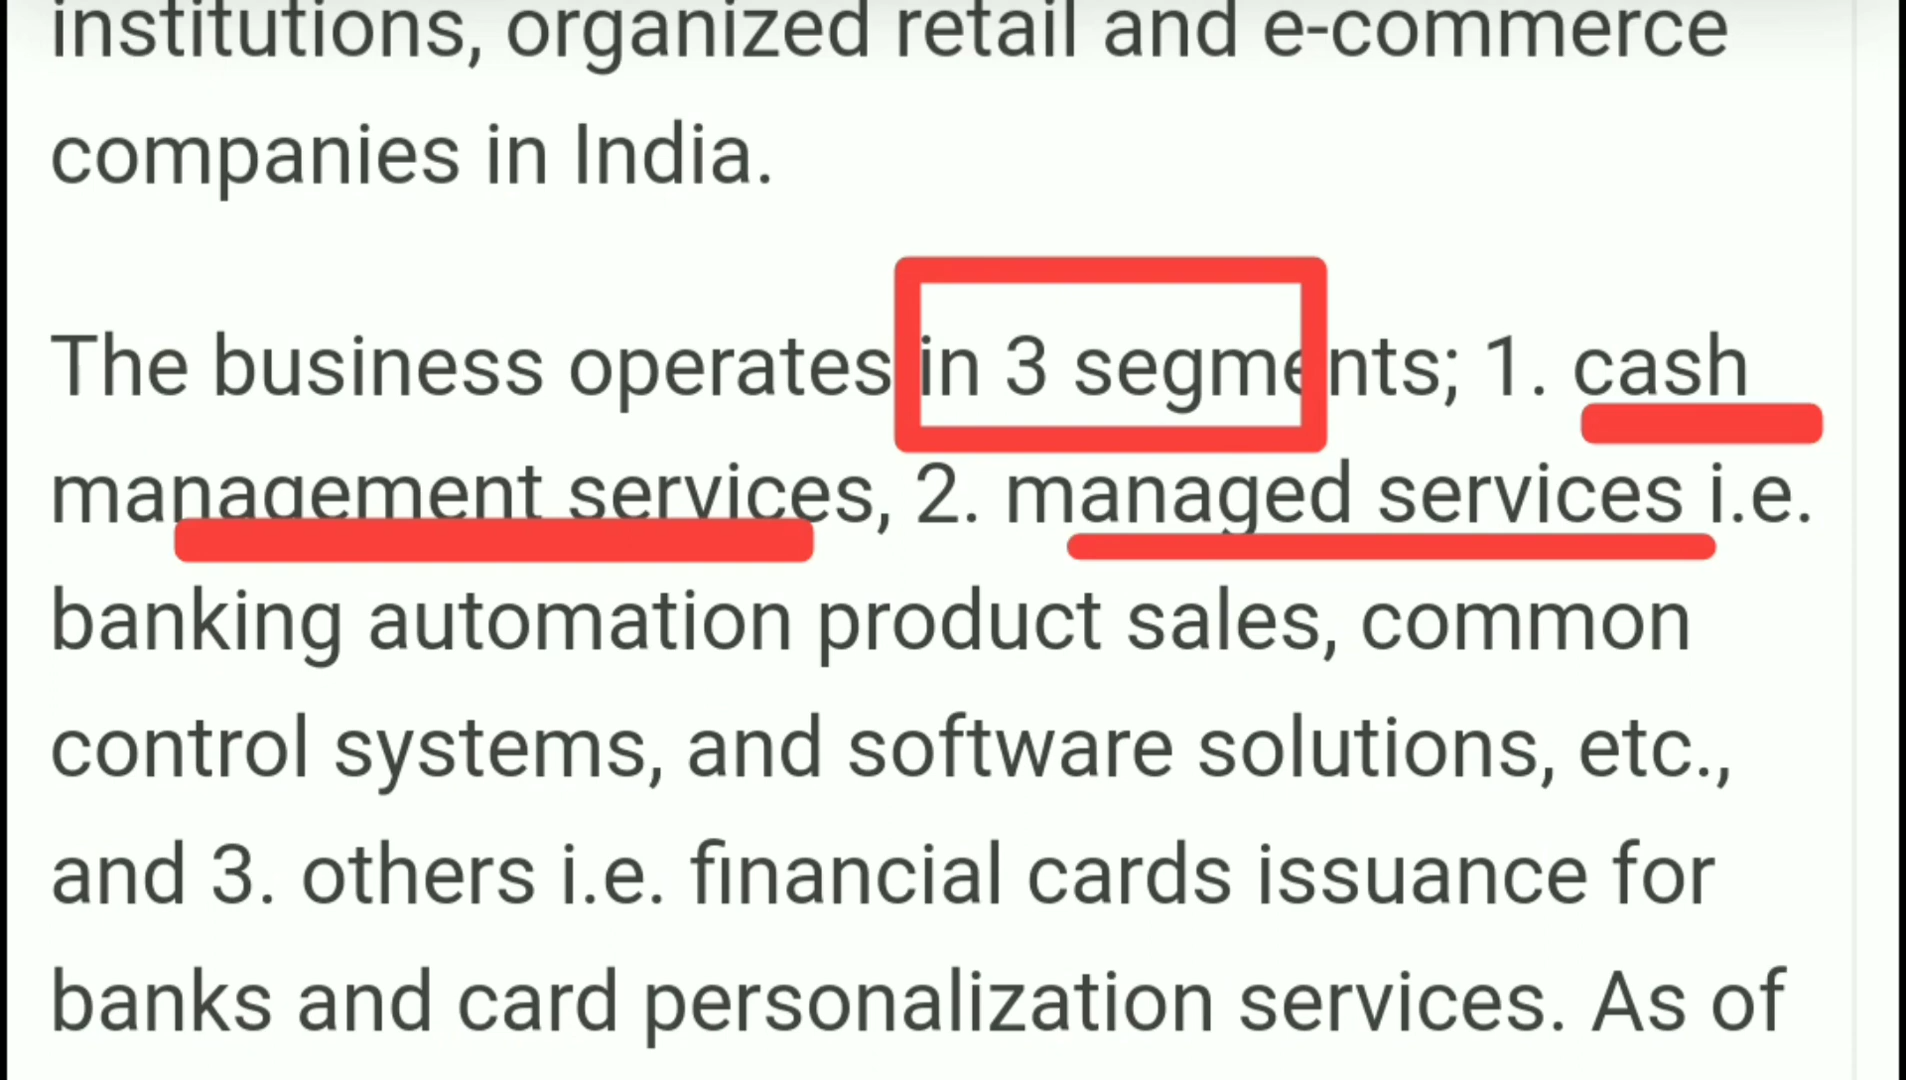 institutions, organized retail and e-commerce
companies in India.
The business operates in 3 segments; 1. cash
management services, 2. managed services i.e.
banking automation product sales, common
control systems, and software solutions, etc.,
and 3. others i.e. financial cards issuance for
banks and card personalization services. As of